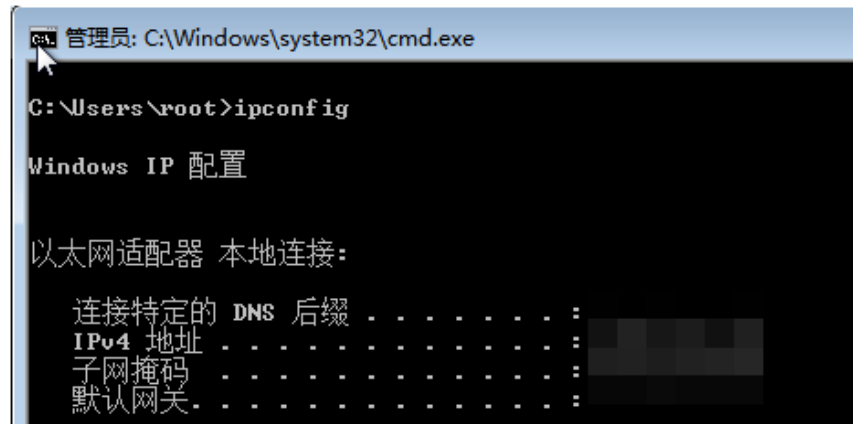 管理员: C:\Windows\system32\cmd.exe
C:\Users\root>ipconfig
Windows IP 配置
以太网适配器 本地连接:
连接特定的 DNS 后缀 . . . . . . . :
IPv4 地址 . . . . . . . . . . . . :
子网掩码 . . . . . . . . . . . . :
默认网关. . . . . . . . . . . . . :